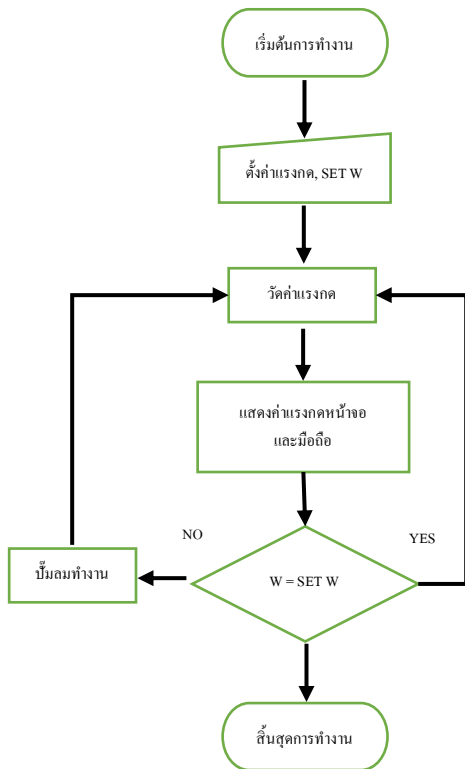 เริ่มต้นการทำงาน
ตั้งค่าแรงกด, SET W
วัดค่าแรงกด
แสดงค่าแรงกดหน้าจอ
และมือถือ
NO
YES
ปั๊มลมทำงาน
W = SET W
สิ้นสุดการทำงาน